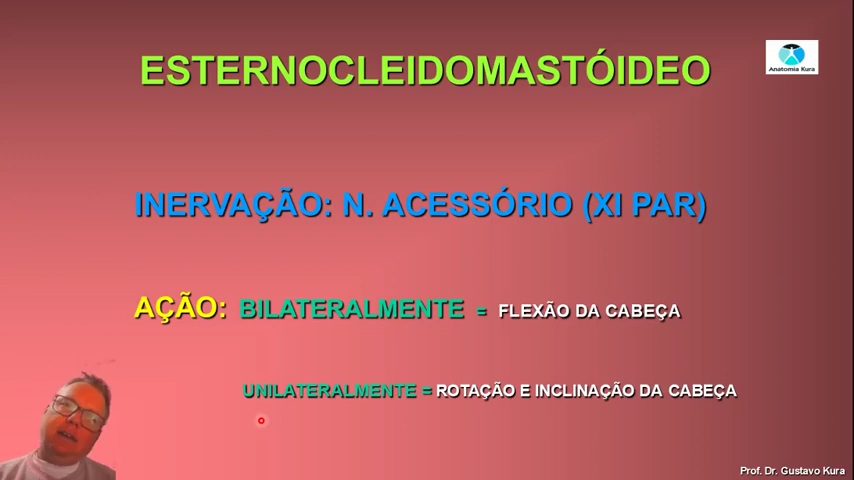 ESTERNOCLEIDOMASTÓIDEO
Anatomia Kura
INERVAÇÃO: N. ACESSÓRIO (XI PAR)
AÇÃO: BILATERALMENTE = FLEXÃO DA CABEÇA
UNILATERALMENTE = ROTAÇÃO E INCLINAÇÃO DA CABEÇA
Prof. Dr. Gustavo Kura